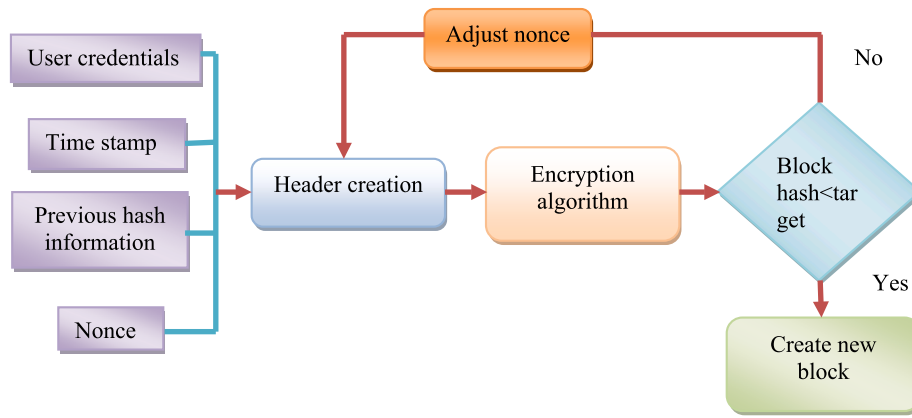 Adjust nonce
User credentials
No
Time stamp
Header creation
Encryption
algorithm
Block
hash<tar
get
Previous hash
information
Yes
Nonce
Create new
block